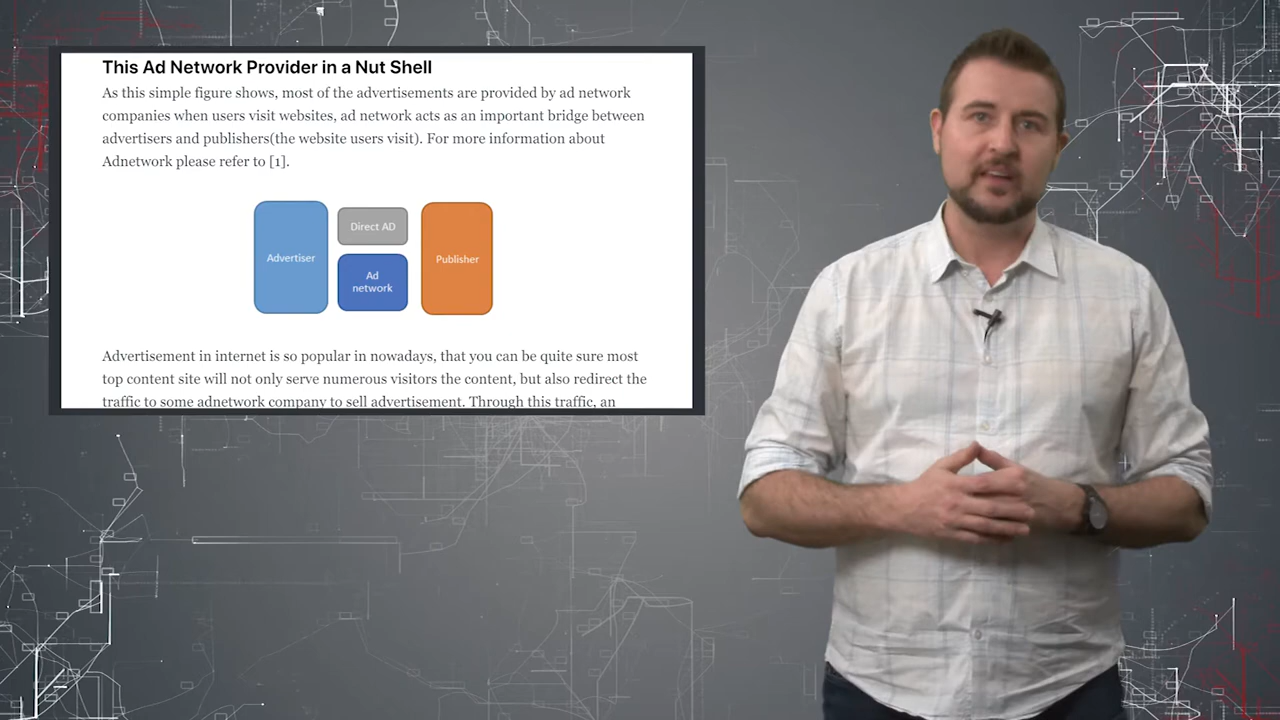 This Ad Network Provider in a Nut Shell
As this simple figure shows, most of the advertisements are provided by ad network
companies when users visit websites, ad network acts as an important bridge between
advertisers and publishers(the website users visit). For more information about
Adnetwork please refer to [1].
Advertiser
Direct AD
Ad
network
Publisher
Advertisement in internet is so popular in nowadays, that you can be quite sure most
top content site will not only serve numerous visitors the content, but also redirect the
traffic to some adnetwork company to sell advertisement. Through this traffic, an